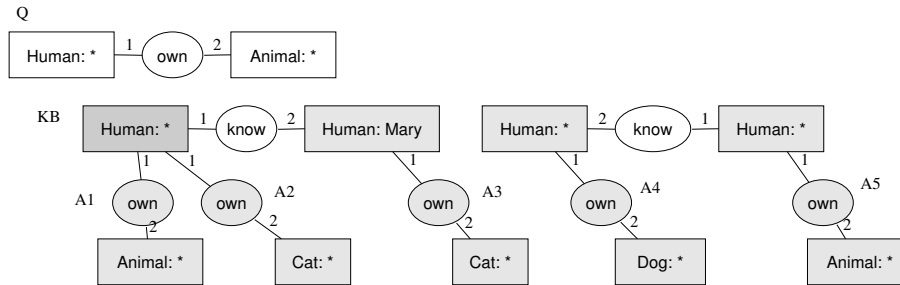 Q
Human: * 1 own 2 Animal: *
KB
Human: * 1 know 2 Human: Mary Human: * 2 know 1 Human: *
1 1 1 1 1
A1 own own A2 own A3 own A4 own A5
2 2 2 2 2
Animal: * Cat: * Cat: * Dog: * Animal: *